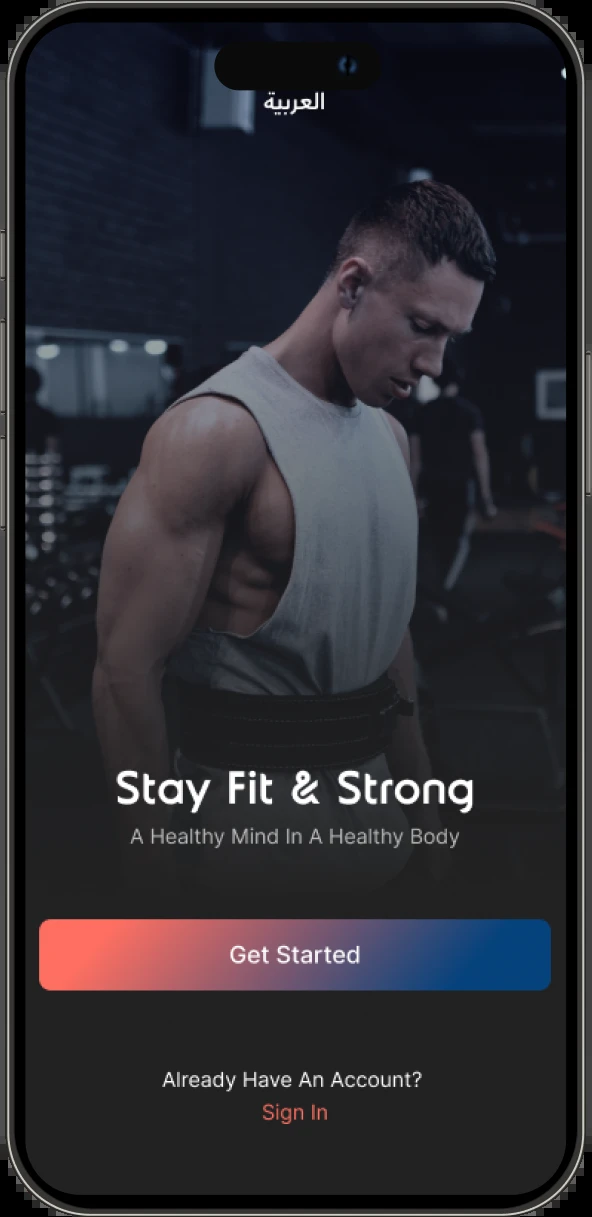 العربية
Stay Fit & Strong
A Healthy Mind In A Healthy Body
Get Started
Already Have An Account?
Sign In